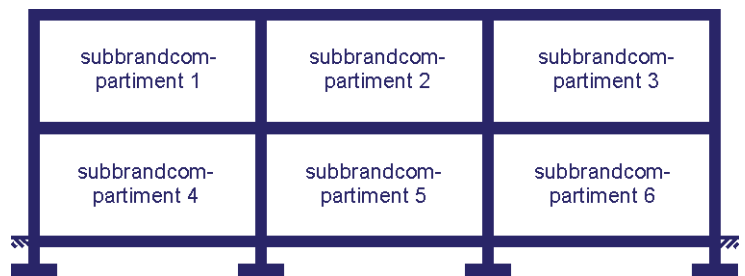 subbrandcom-
partiment 1
subbrandcom-
partiment 2
subbrandcom-
partiment 3
subbrandcom-
partiment 4
subbrandcom-
partiment 5
subbrandcom-
partiment 6